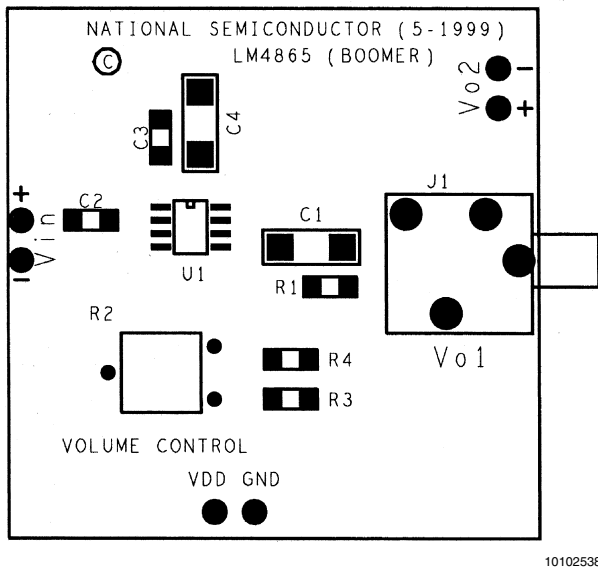 NATIONAL SEMICONDUCTOR (5-1999)
© LM4865 (BOOMER)
Vo2
-
+
C3
C4
+
Vin
-
C2
U1
C1
J1
R1
R2
Vo1
R4
R3
VOLUME CONTROL
VDD GND
10102538